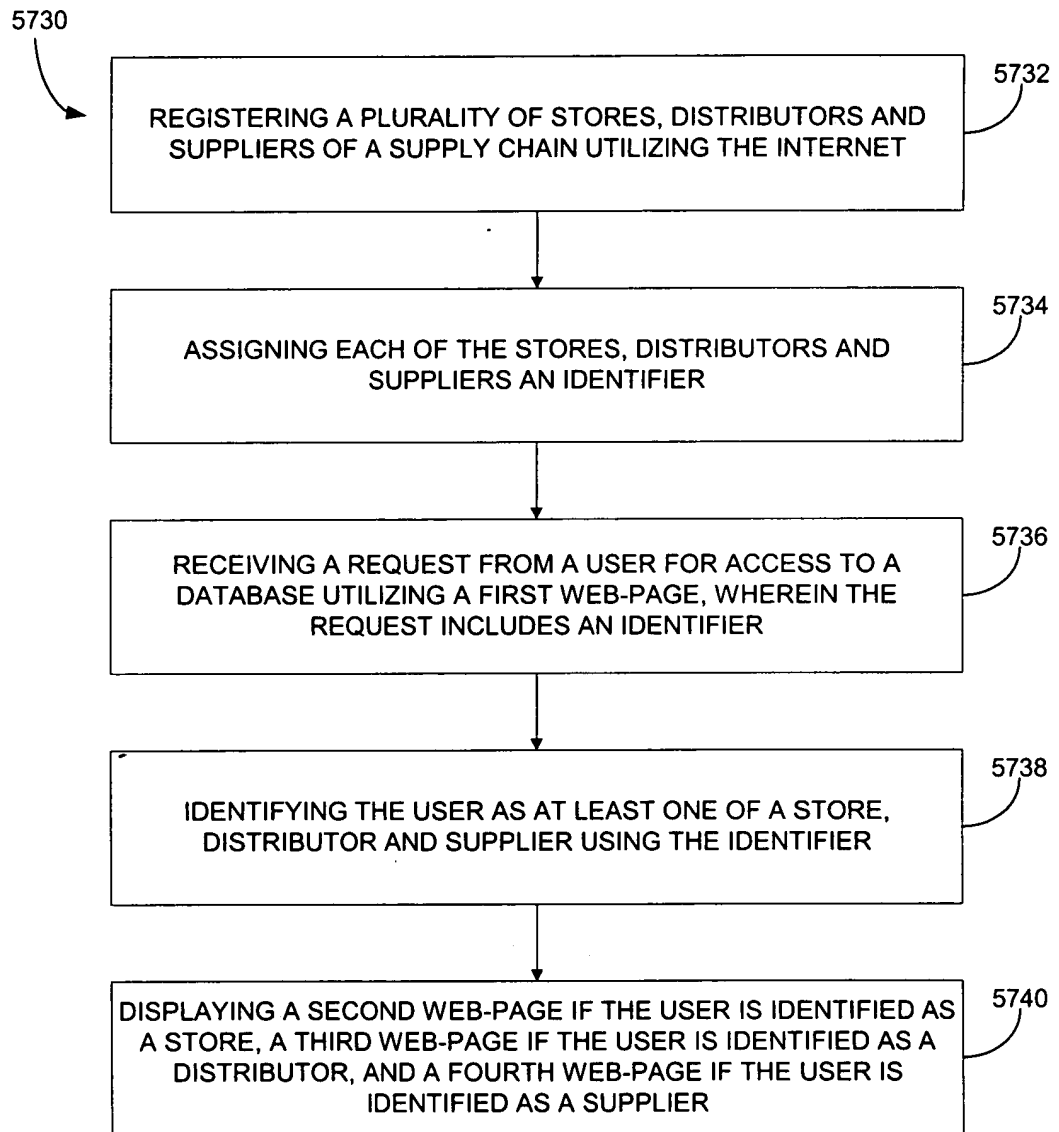 5730
5732
REGISTERING A PLURALITY OF STORES, DISTRIBUTORS AND
SUPPLIERS OF A SUPPLY CHAIN UTILIZING THE INTERNET
5734
ASSIGNING EACH OF THE STORES, DISTRIBUTORS AND
SUPPLIERS AN IDENTIFIER
5736
RECEIVING A REQUEST FROM A USER FOR ACCESS TO A
DATABASE UTILIZING A FIRST WEB-PAGE, WHEREIN THE
REQUEST INCLUDES AN IDENTIFIER
5738
IDENTIFYING THE USER AS AT LEAST ONE OF A STORE,
DISTRIBUTOR AND SUPPLIER USING THE IDENTIFIER
5740
DISPLAYING A SECOND WEB-PAGE IF THE USER IS IDENTIFIED AS
A STORE, A THIRD WEB-PAGE IF THE USER IS IDENTIFIED AS A
DISTRIBUTOR, AND A FOURTH WEB-PAGE IF THE USER IS
IDENTIFIED AS A SUPPLIER